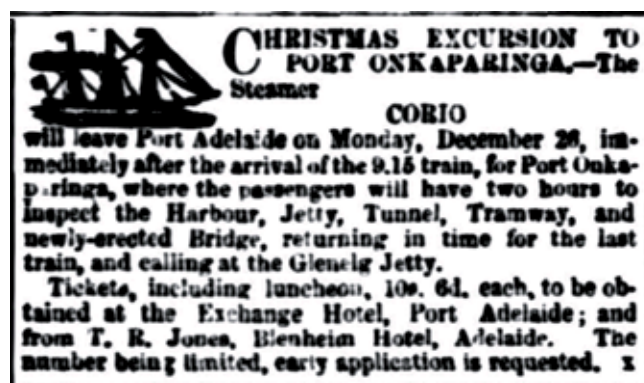 CHRISTMAS EXCURSION TO
PORT ONKAPARINGA.—The
Steamer
CORIO
will leave Port Adelaide on Monday, December 26, im-
mediately after the arrival of the 9.15 train, for Port Onka-
paringa, where the passengers will have two hours to
inspect the Harbour, Jetty, Tunnel, Tramway, and
newly-erected Bridge, returning in time for the last
train, and calling at the Glenelg Jetty.
Tickets, including luncheon, 10s. 6d. each, to be ob-
tained at the Exchange Hotel, Port Adelaide; and
from T. R. Jones, Blenheim Hotel, Adelaide. The
number being limited, early application is requested. x